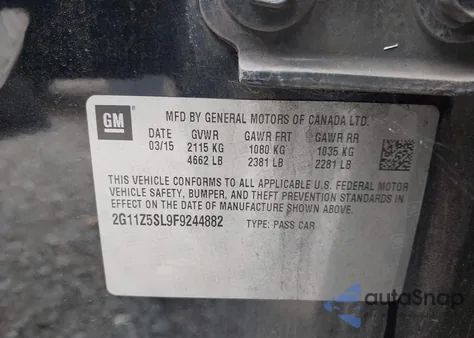 GM
MFD BY GENERAL MOTORS OF CANADA LTD.
DATE GVWR GAWR FRT GAWR RR
03/15 2115 KG 1080 KG 1035 KG
4662 LB 2381 LB 2281 LB
THIS VEHICLE CONFORMS TO ALL APPLICABLE U.S. FEDERAL MOTOR
VEHICLE SAFETY, BUMPER, AND THEFT PREVENTION STANDARDS IN
EFFECT ON THE DATE OF MANUFACTURE SHOWN ABOVE.
2G11Z5SL9F9244882 TYPE: PASS CAR
autoSnap